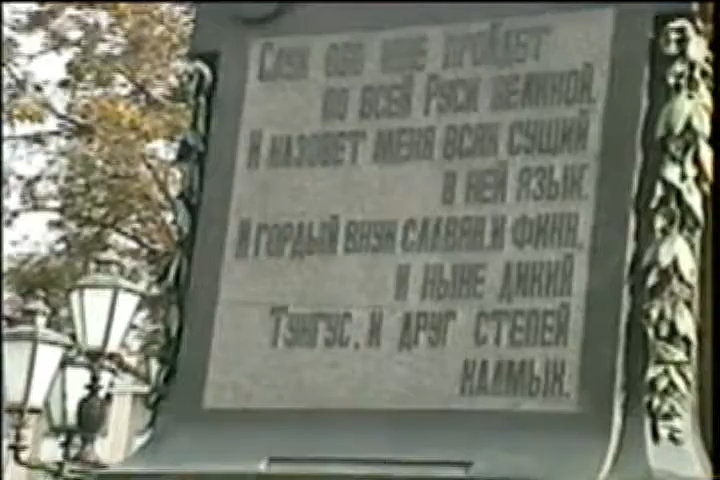 Слух обо мне пройдет
по всей Руси великой,
И назовет меня всяк сущий
в ней язык.
И гордый внук славян, и финн,
и ныне дикий
Тунгус, и друг степей
калмык.